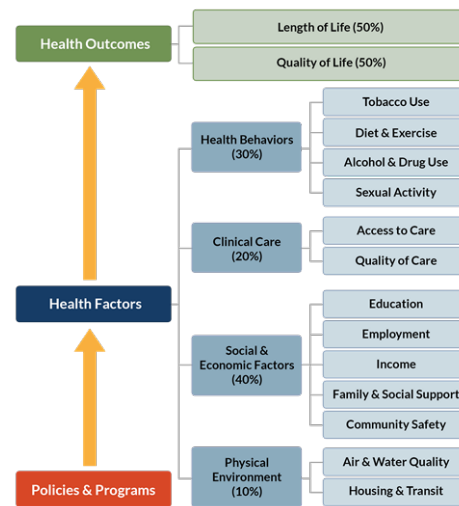 Health Outcomes
Length of Life (50%)
Quality of Life (50%)
Health Factors
Health Behaviors
(30%)
Tobacco Use
Diet & Exercise
Alcohol & Drug Use
Sexual Activity
Clinical Care
(20%)
Access to Care
Quality of Care
Social &
Economic Factors
(40%)
Education
Employment
Income
Family & Social Support
Community Safety
Physical
Environment
(10%)
Air & Water Quality
Housing & Transit
Policies & Programs